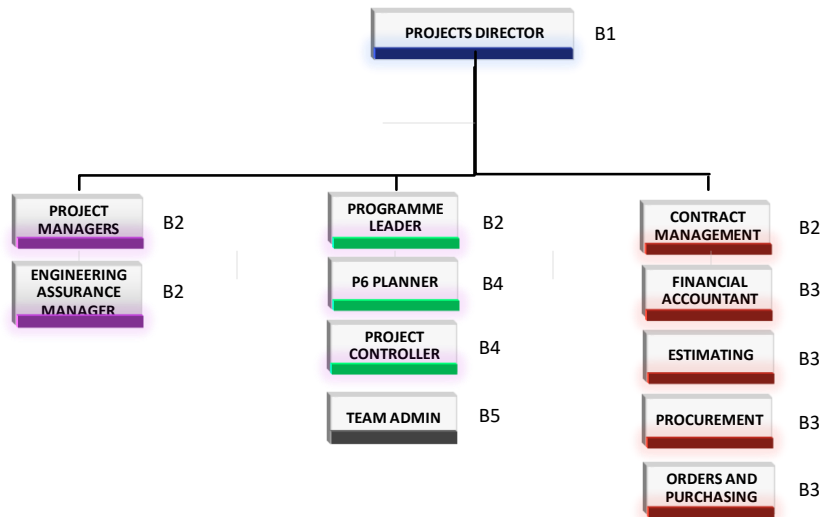 PROJECTS DIRECTOR
B1
PROJECT
MANAGERS
B2
ENGINEERING
ASSURANCE
MANAGER
B2
PROGRAMME
LEADER
B2
P6 PLANNER
B4
PROJECT
CONTROLLER
B4
TEAM ADMIN
B5
CONTRACT
MANAGEMENT
B2
FINANCIAL
ACCOUNTANT
B3
ESTIMATING
B3
PROCUREMENT
B3
ORDERS AND
PURCHASING
B3